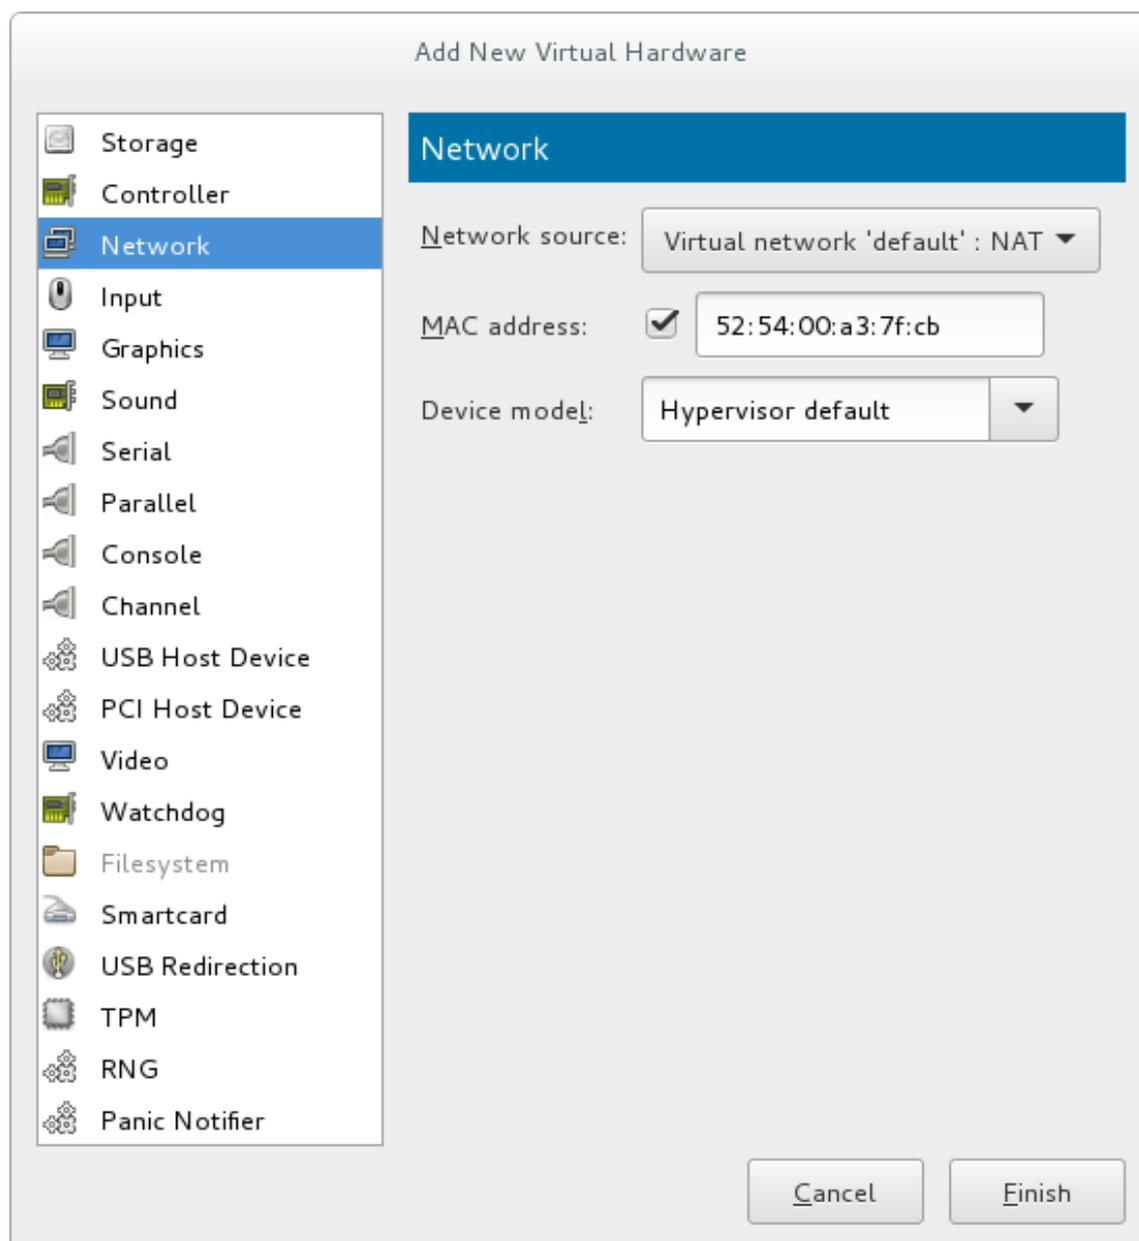 Add New Virtual Hardware
Storage
Controller
Network
Input
Graphics
Sound
Serial
Parallel
Console
Channel
USB Host Device
PCI Host Device
Video
Watchdog
Filesystem
Smartcard
USB Redirection
TPM
RNG
Panic Notifier
Network
Network source: Virtual network 'default' : NAT
MAC address: 52:54:00:a3:7f:cb
Device model: Hypervisor default
Cancel Finish